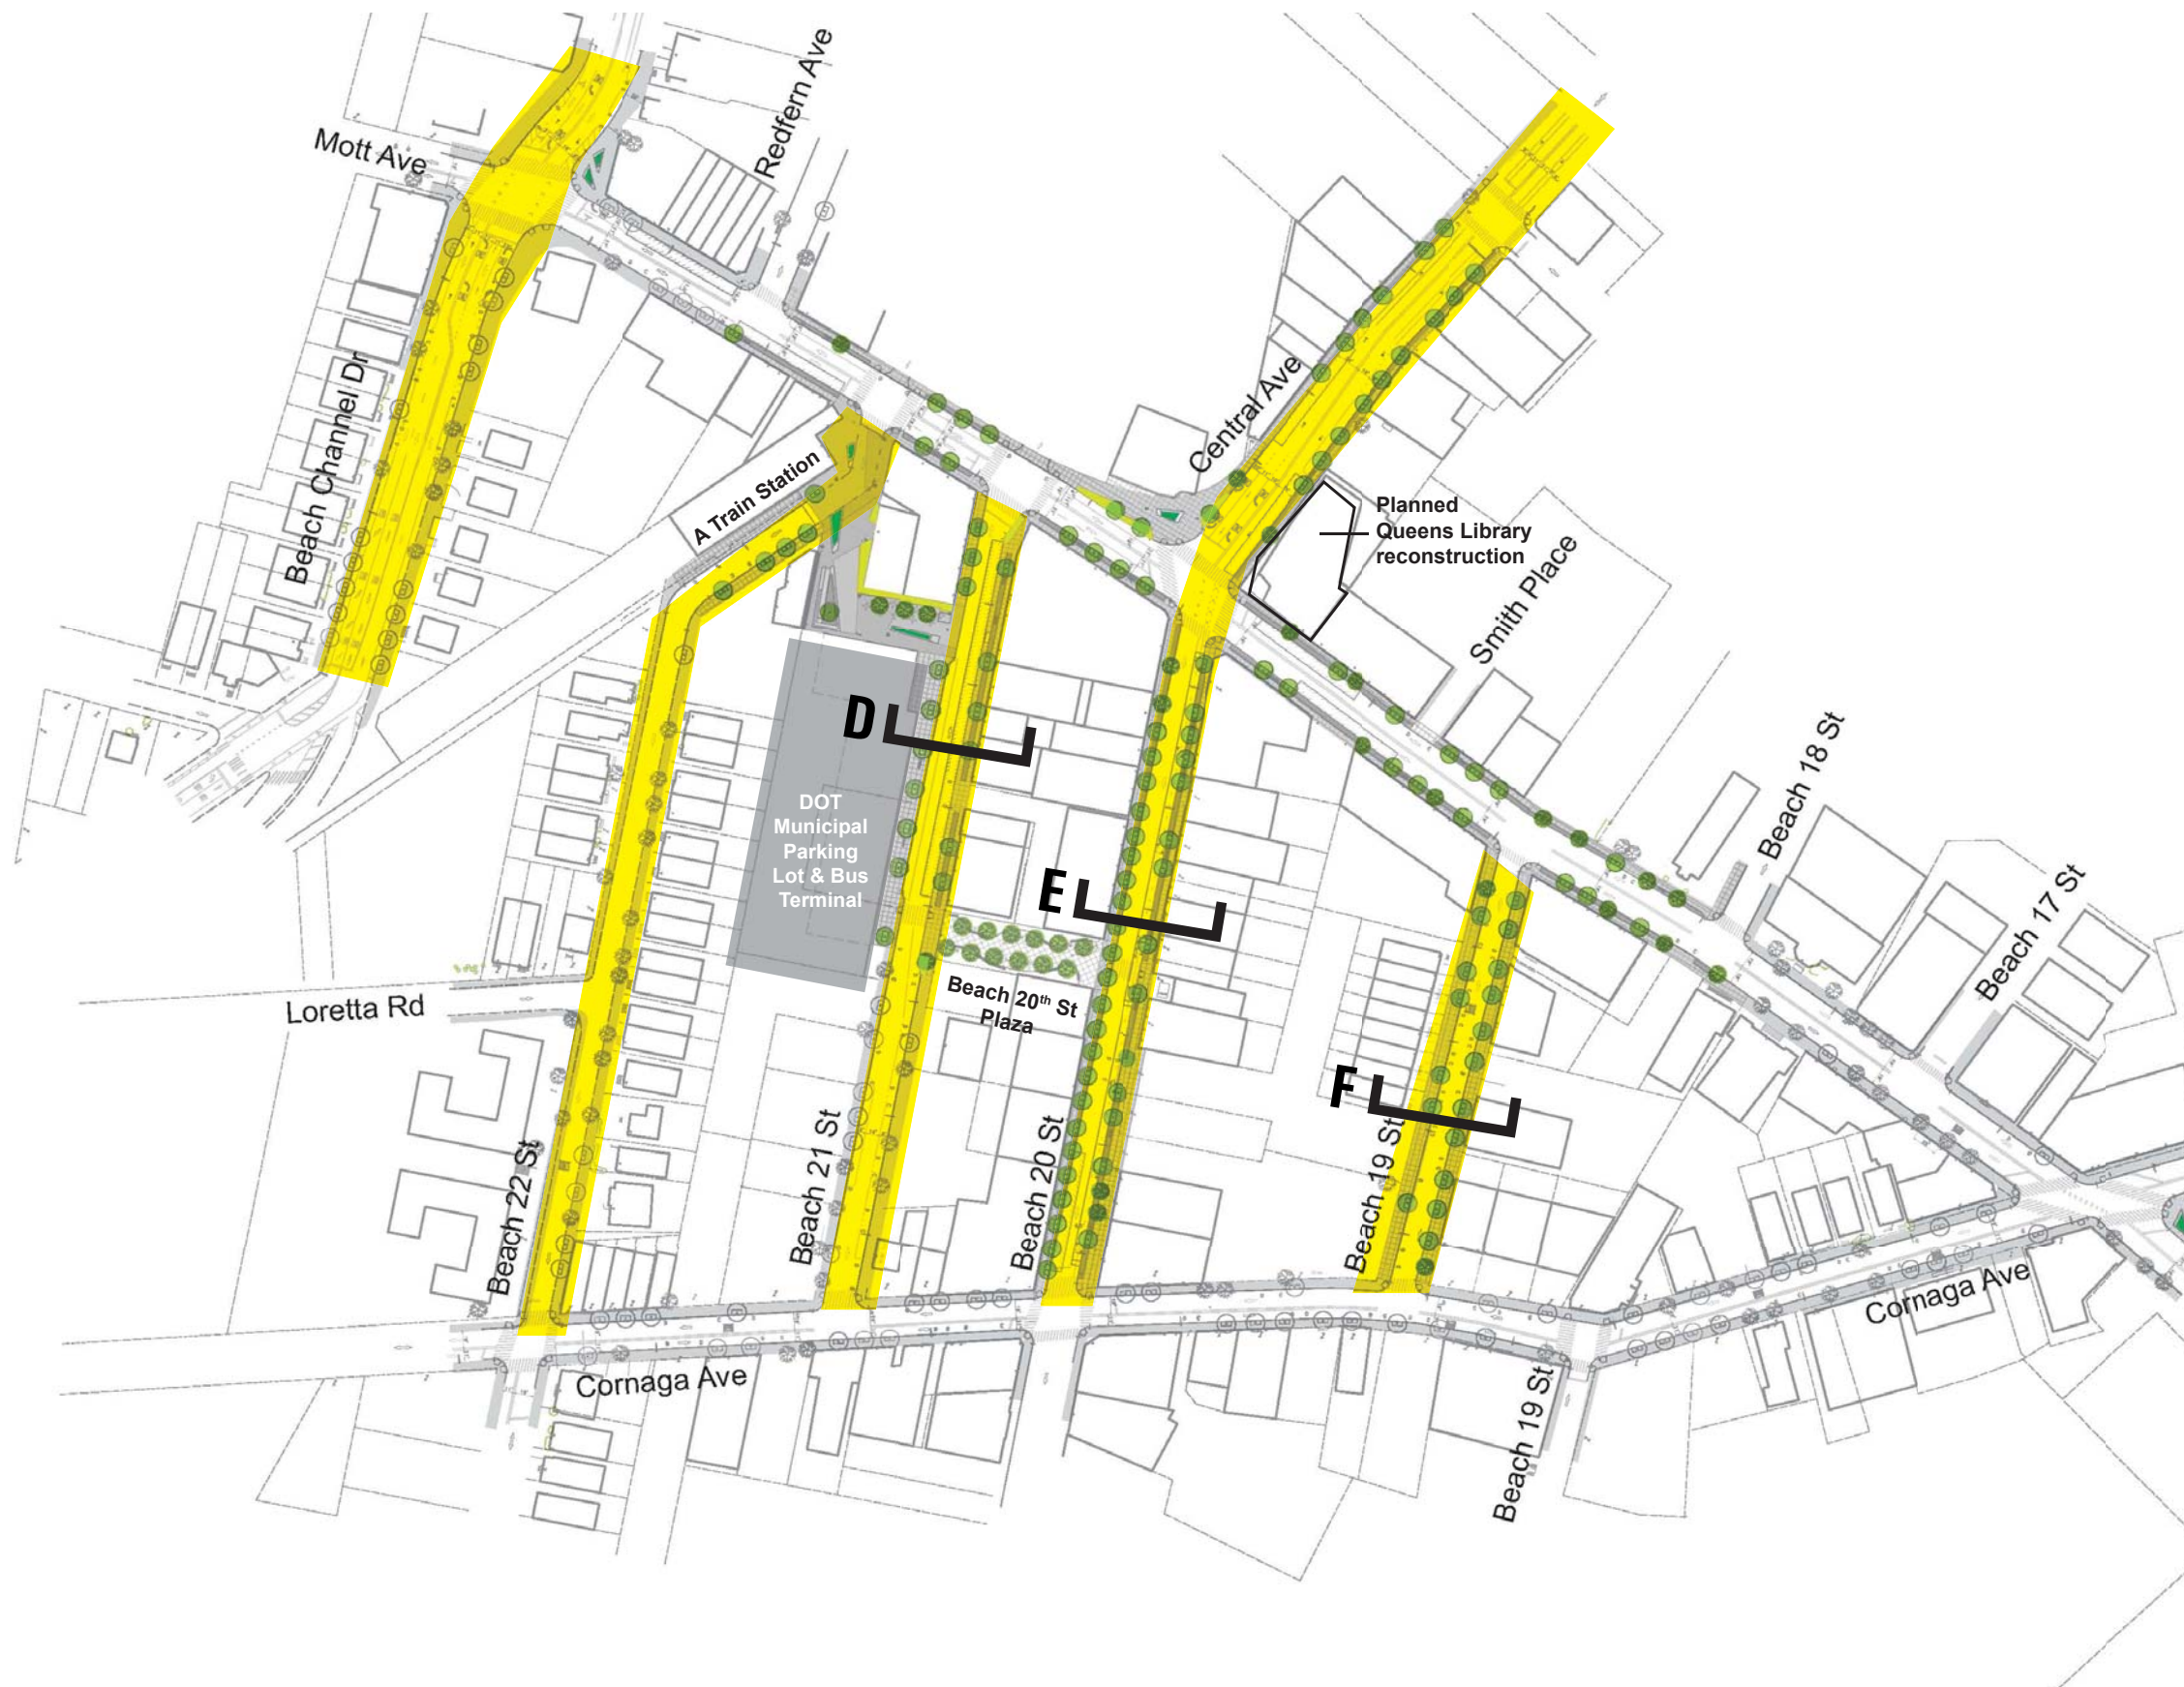 Redfern Ave
Mott Ave
Central Ave
Beach Channel Dr
A Train Station
Planned
Queens Library
reconstruction
Smith Place
D
DOT
Municipal
Parking
Lot & Bus
Terminal
Beach 18 St
E
Beach 17 St
Loretta Rd
Beach 20th St
Plaza
F
Beach 22 St
Beach 21 St
Beach 20 St
Beach 19 St
Cornaga Ave
Cornaga Ave
Beach 19 St